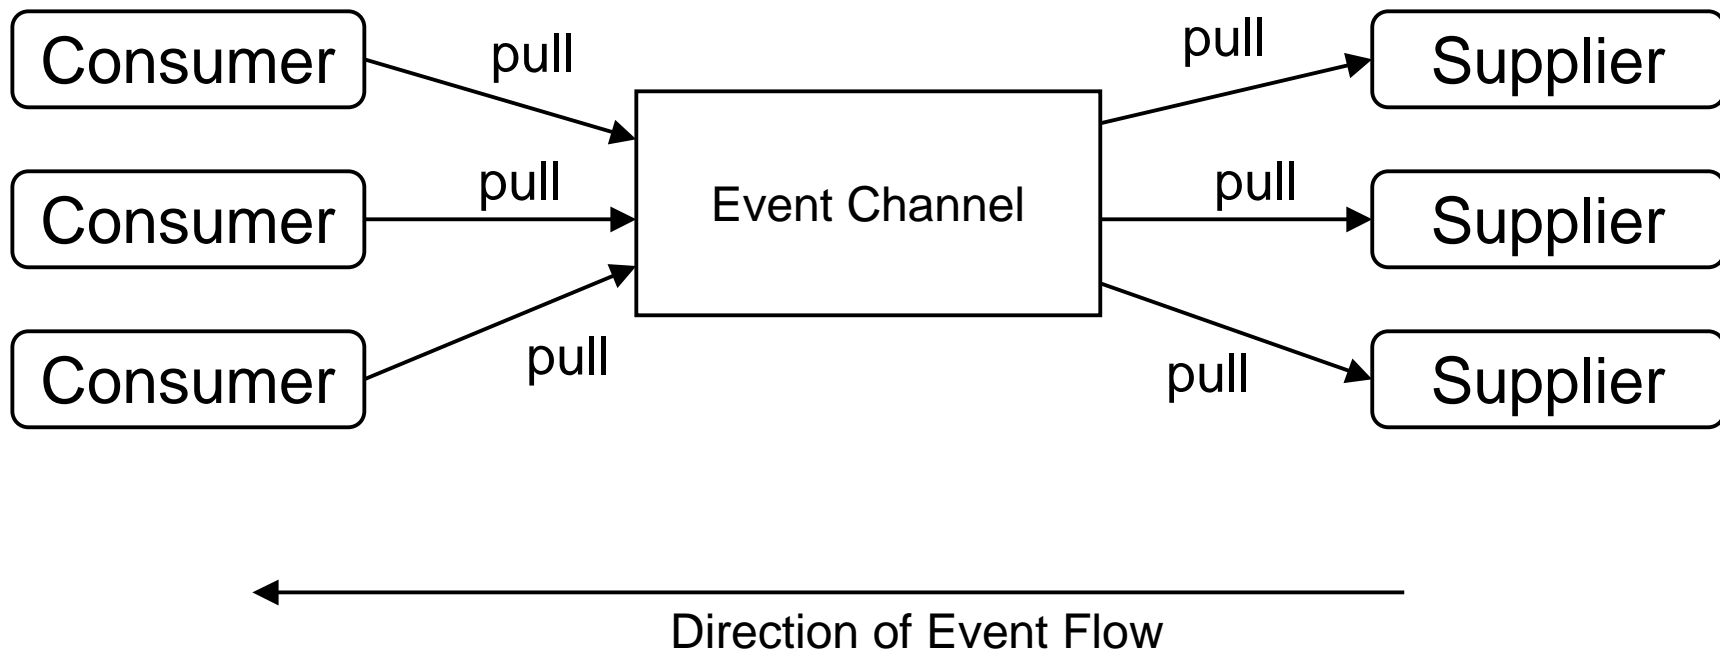 Consumer
pull
pull
Supplier
Consumer
pull
Event Channel
pull
Supplier
Consumer
pull
pull
Supplier
Direction of Event Flow